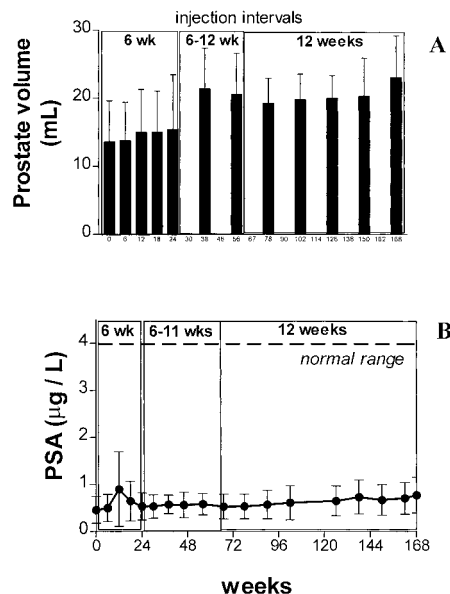 injection intervals
6 wk 6-12 wk 12 weeks
A
Prostate volume
(mL)
30
20
10
0
0 6 12 18 24 30 38 48 56 67 78 90 102 114 126 138 150 162 168
6 wk 6-11 wks 12 weeks
B
normal range
PSA (µg / L)
4
3
2
1
0
0 24 48 72 96 120 144 168
weeks